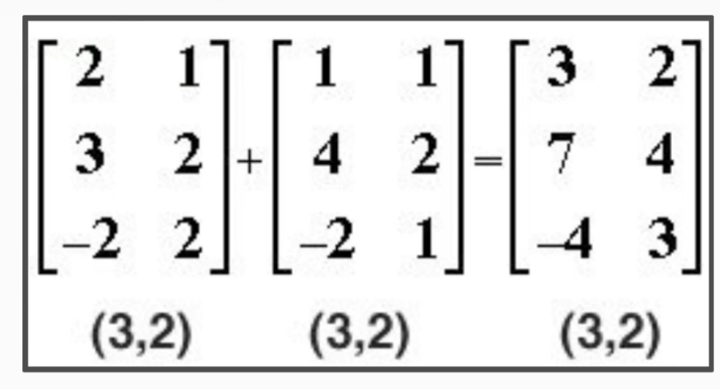 2 1 1 1 3 2
3 2 + 4 2 = 7 4
–2 2 –2 1 –4 3
(3,2) (3,2) (3,2)